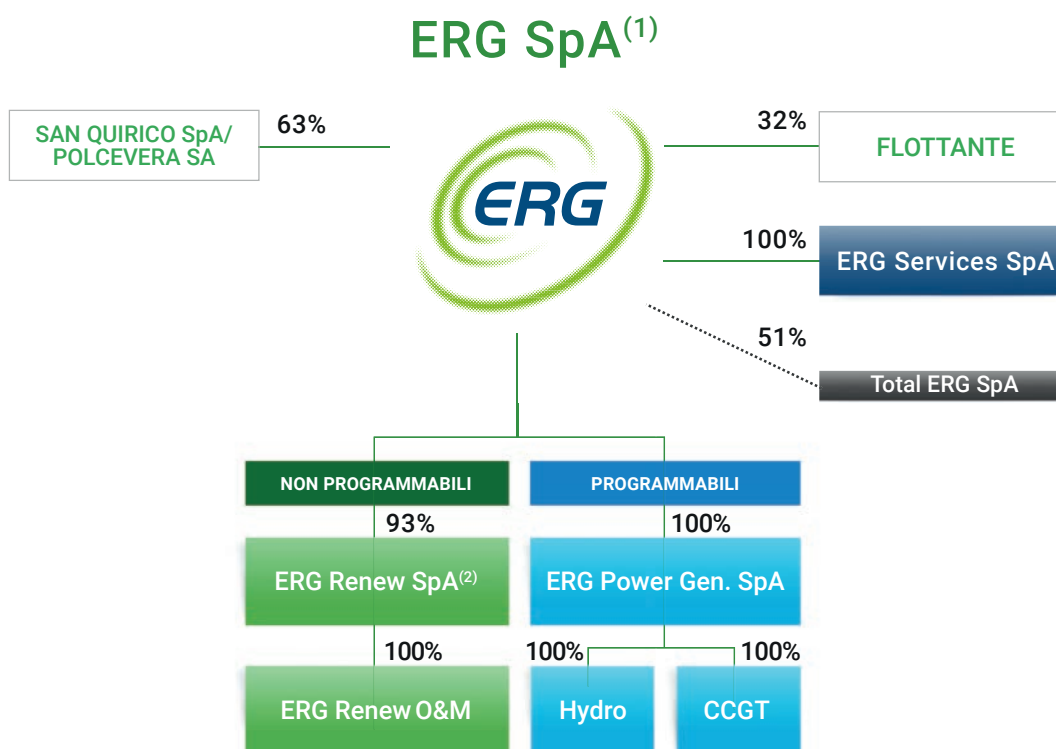 ERG SpA(1)
SAN QUIRICO SpA/
POLCEVERA SA
63%
ERG
32%
FLOTTANTE
100%
ERG Services SpA
51%
Total ERG SpA
NON PROGRAMMABILI
PROGRAMMABILI
93%
100%
ERG Renew SpA(2)
ERG Power Gen. SpA
100%
100%
100%
ERG Renew O&M
Hydro
CCGT